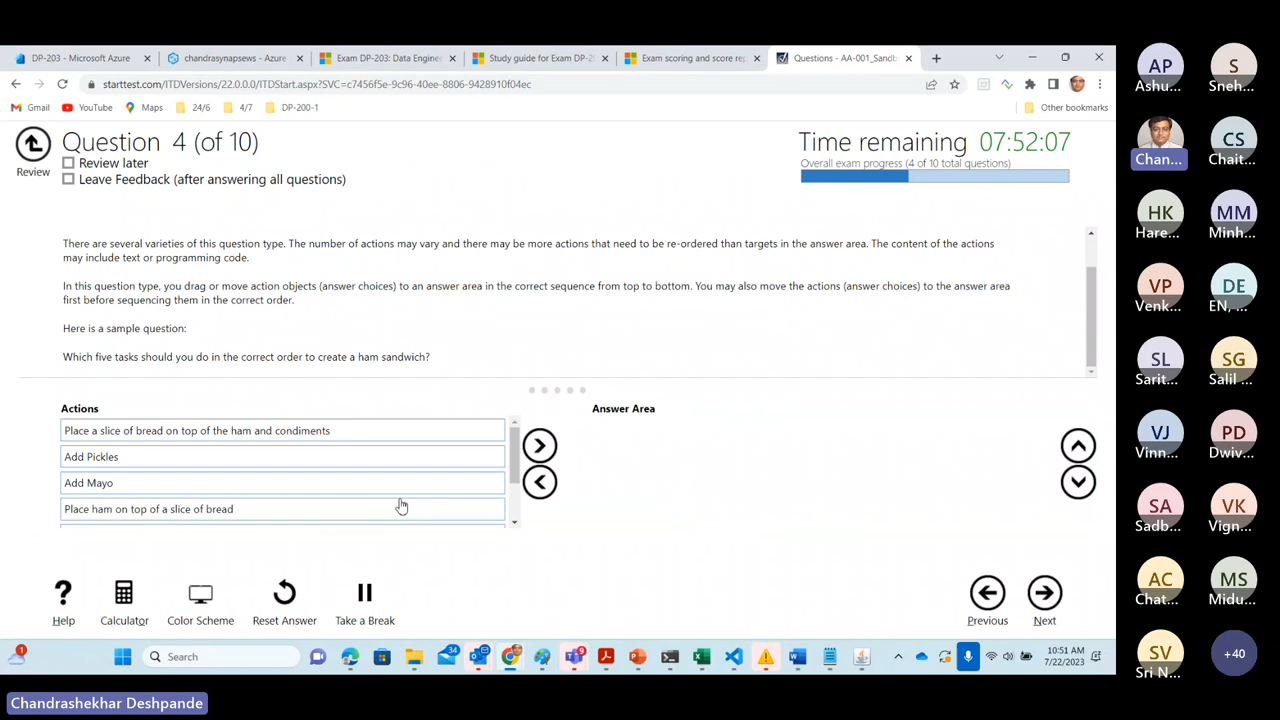 DP-203 - Microsoft Azure
chandrasynapsews - Azure
Exam DP-203: Data Engine
Study guide for Exam DP-2
Exam scoring and score re
Questions - AA-001_Sandb
starttest.com/ITDVersions/22.0.0.0/ITDStart.aspx?SVC=c7456f5e-9c96-40ee-8806-9428910f04ec
Gmail
YouTube
Maps
24/6
4/7
DP-200-1
Other bookmarks
Review
Question 4 (of 10)
Review later
Leave Feedback (after answering all questions)
Time remaining 07:52:07
Overall exam progress (4 of 10 total questions)
There are several varieties of this question type. The number of actions may vary and there may be more actions that need to be re-ordered than targets in the answer area. The content of the actions
may include text or programming code.
In this question type, you drag or move action objects (answer choices) to an answer area in the correct sequence from top to bottom. You may also move the actions (answer choices) to the answer area
first before sequencing them in the correct order.
Here is a sample question:
Which five tasks should you do in the correct order to create a ham sandwich?
Actions
Answer Area
Place a slice of bread on top of the ham and condiments
Add Pickles
Add Mayo
Place ham on top of a slice of bread
? Help
Calculator
Color Scheme
Reset Answer
Take a Break
Previous
Next
1
Search
34
9
10:51 AM
7/22/2023
Chandrashekhar Deshpande
AP
Ashu...
S
Sneh...
Chan...
CS
Chait...
HK
Hare...
MM
Minh...
VP
Venk...
DE
EN, ...
SL
Sarit...
SG
Salil ...
VJ
Vinn...
PD
Dwiv...
SA
Sadb...
VK
Vign...
AC
Chat...
MS
Midu...
SV
Sri N...
+40